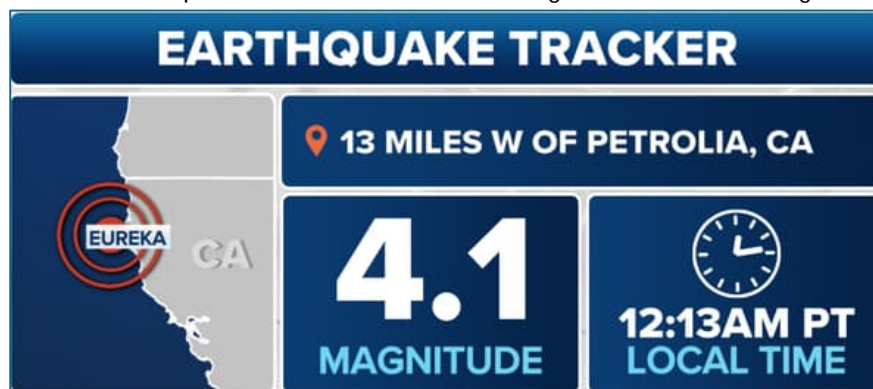 EARTHQUAKE TRACKER
13 MILES W OF PETROLIA, CA
EUREKA
CA
4.1
MAGNITUDE
12:13AM PT
LOCAL TIME